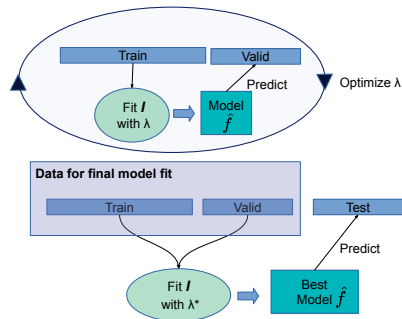 Train
Valid
Predict
Optimize λ
Fit I
with λ
Model
f̂
Data for final model fit
Train
Valid
Test
Predict
Fit I
with λ*
Best
Model f̂